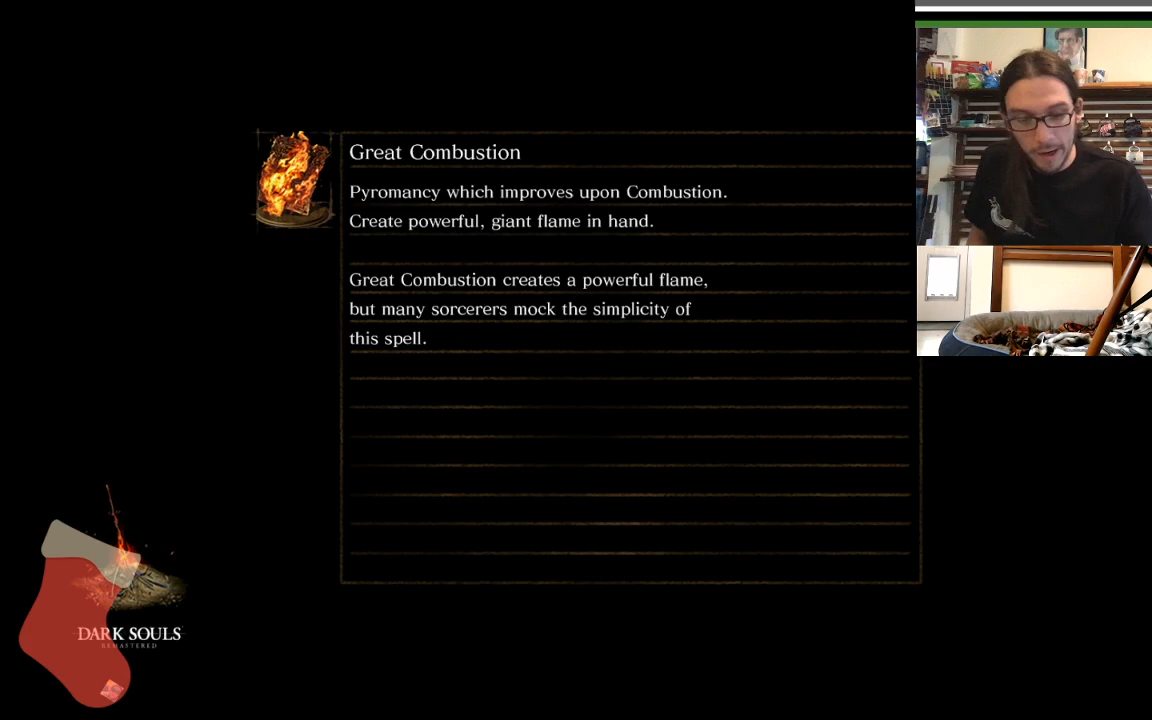 Great Combustion
Pyromancy which improves upon Combustion.
Create powerful, giant flame in hand.
Great Combustion creates a powerful flame,
but many sorcerers mock the simplicity of
this spell.
DARK SOULS
REMASTERED